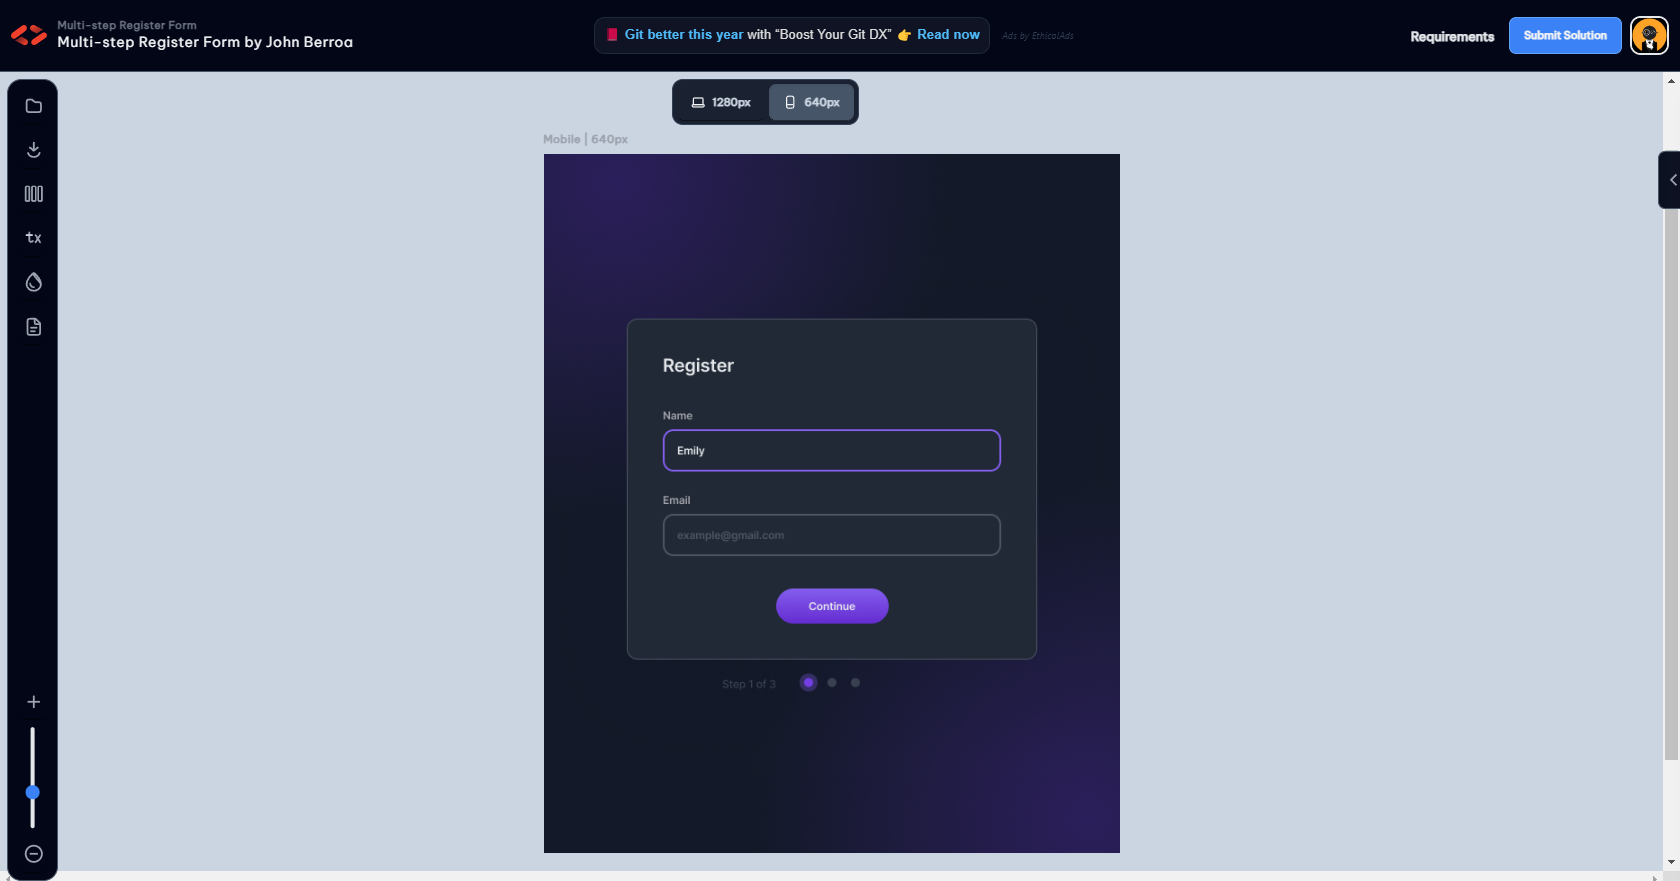 Multi-step Register Form
Multi-step Register Form by John Berroa
Git better this year with “Boost Your Git DX” 👉 Read now
Ads by EthicalAds
Requirements
Submit Solution
1280px
640px
tx
Mobile | 640px
Register
Name
Emily
Email
example@gmail.com
Continue
Step 1 of 3